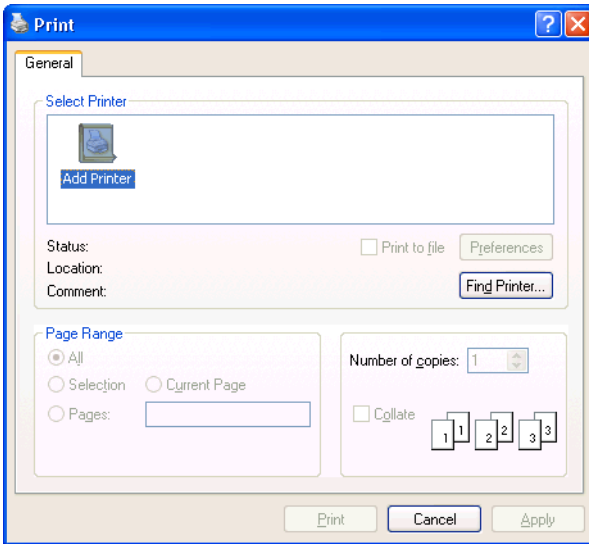 Print
General
Select Printer
Add Printer
Status:
Print to file
Preferences
Location:
Comment:
Find Printer...
Page Range
All
Number of copies: 1
Selection
Current Page
Pages:
Collate
1 1 2 2 3 3
Print
Cancel
Apply